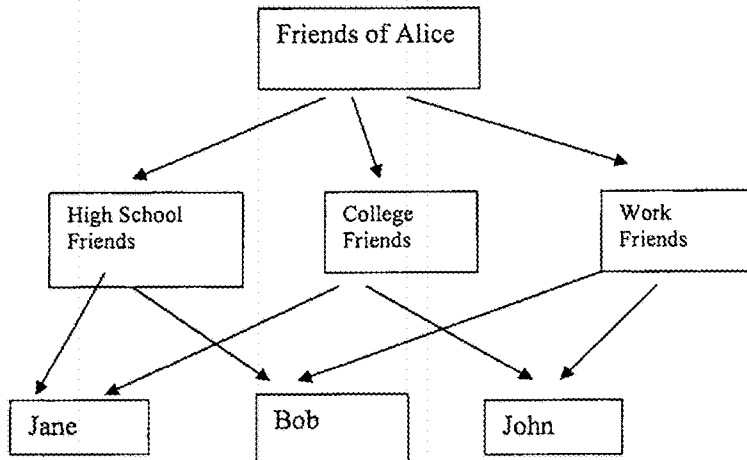 Friends of Alice
High School
Friends
College
Friends
Work
Friends
Jane
Bob
John